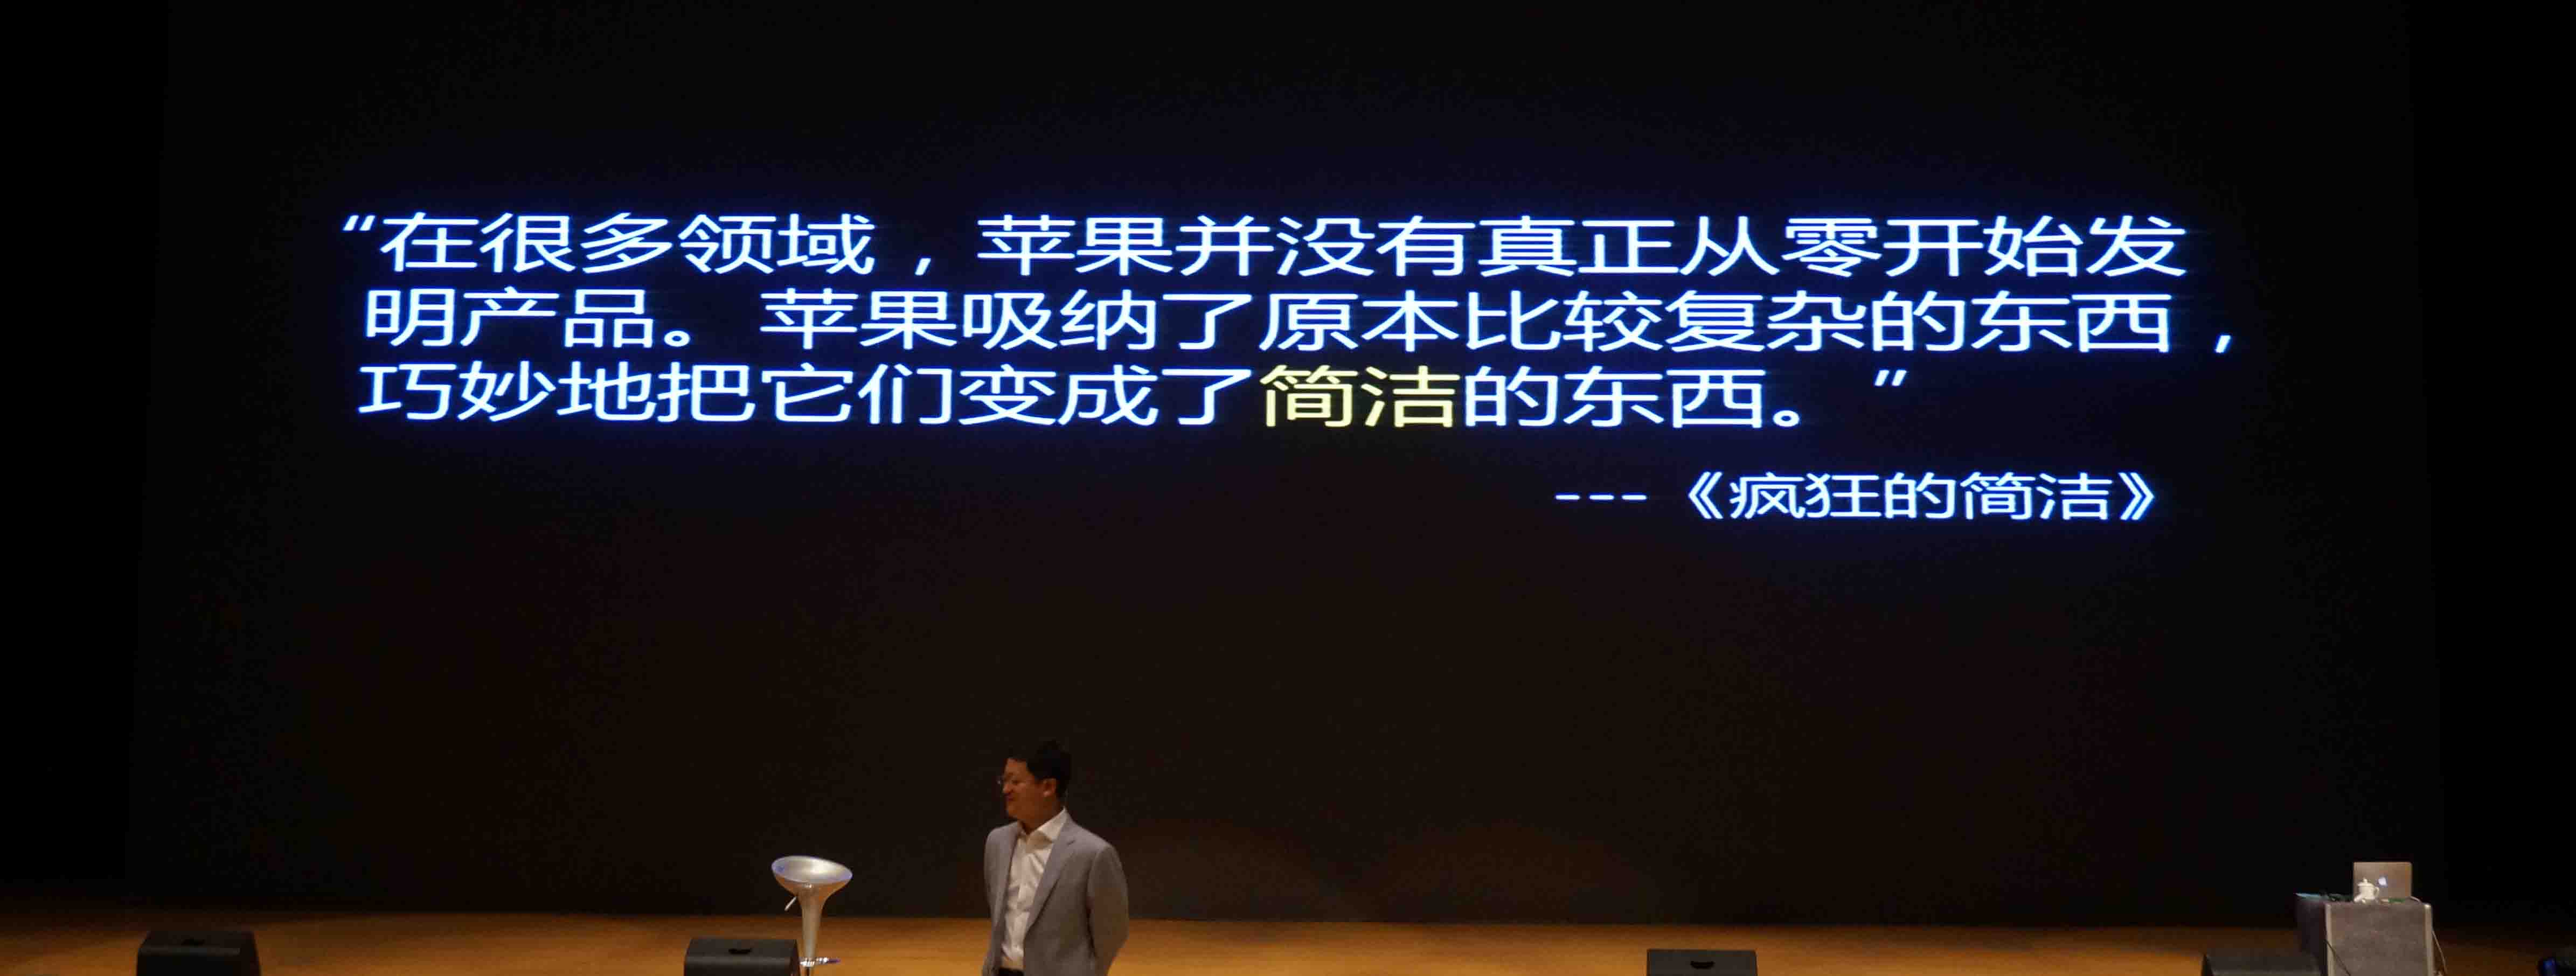 “在很多领域，苹果并没有真正从零开始发
明产品。苹果吸纳了原本比较复杂的东西，
巧妙地把它们变成了简洁的东西。”
---《疯狂的简洁》